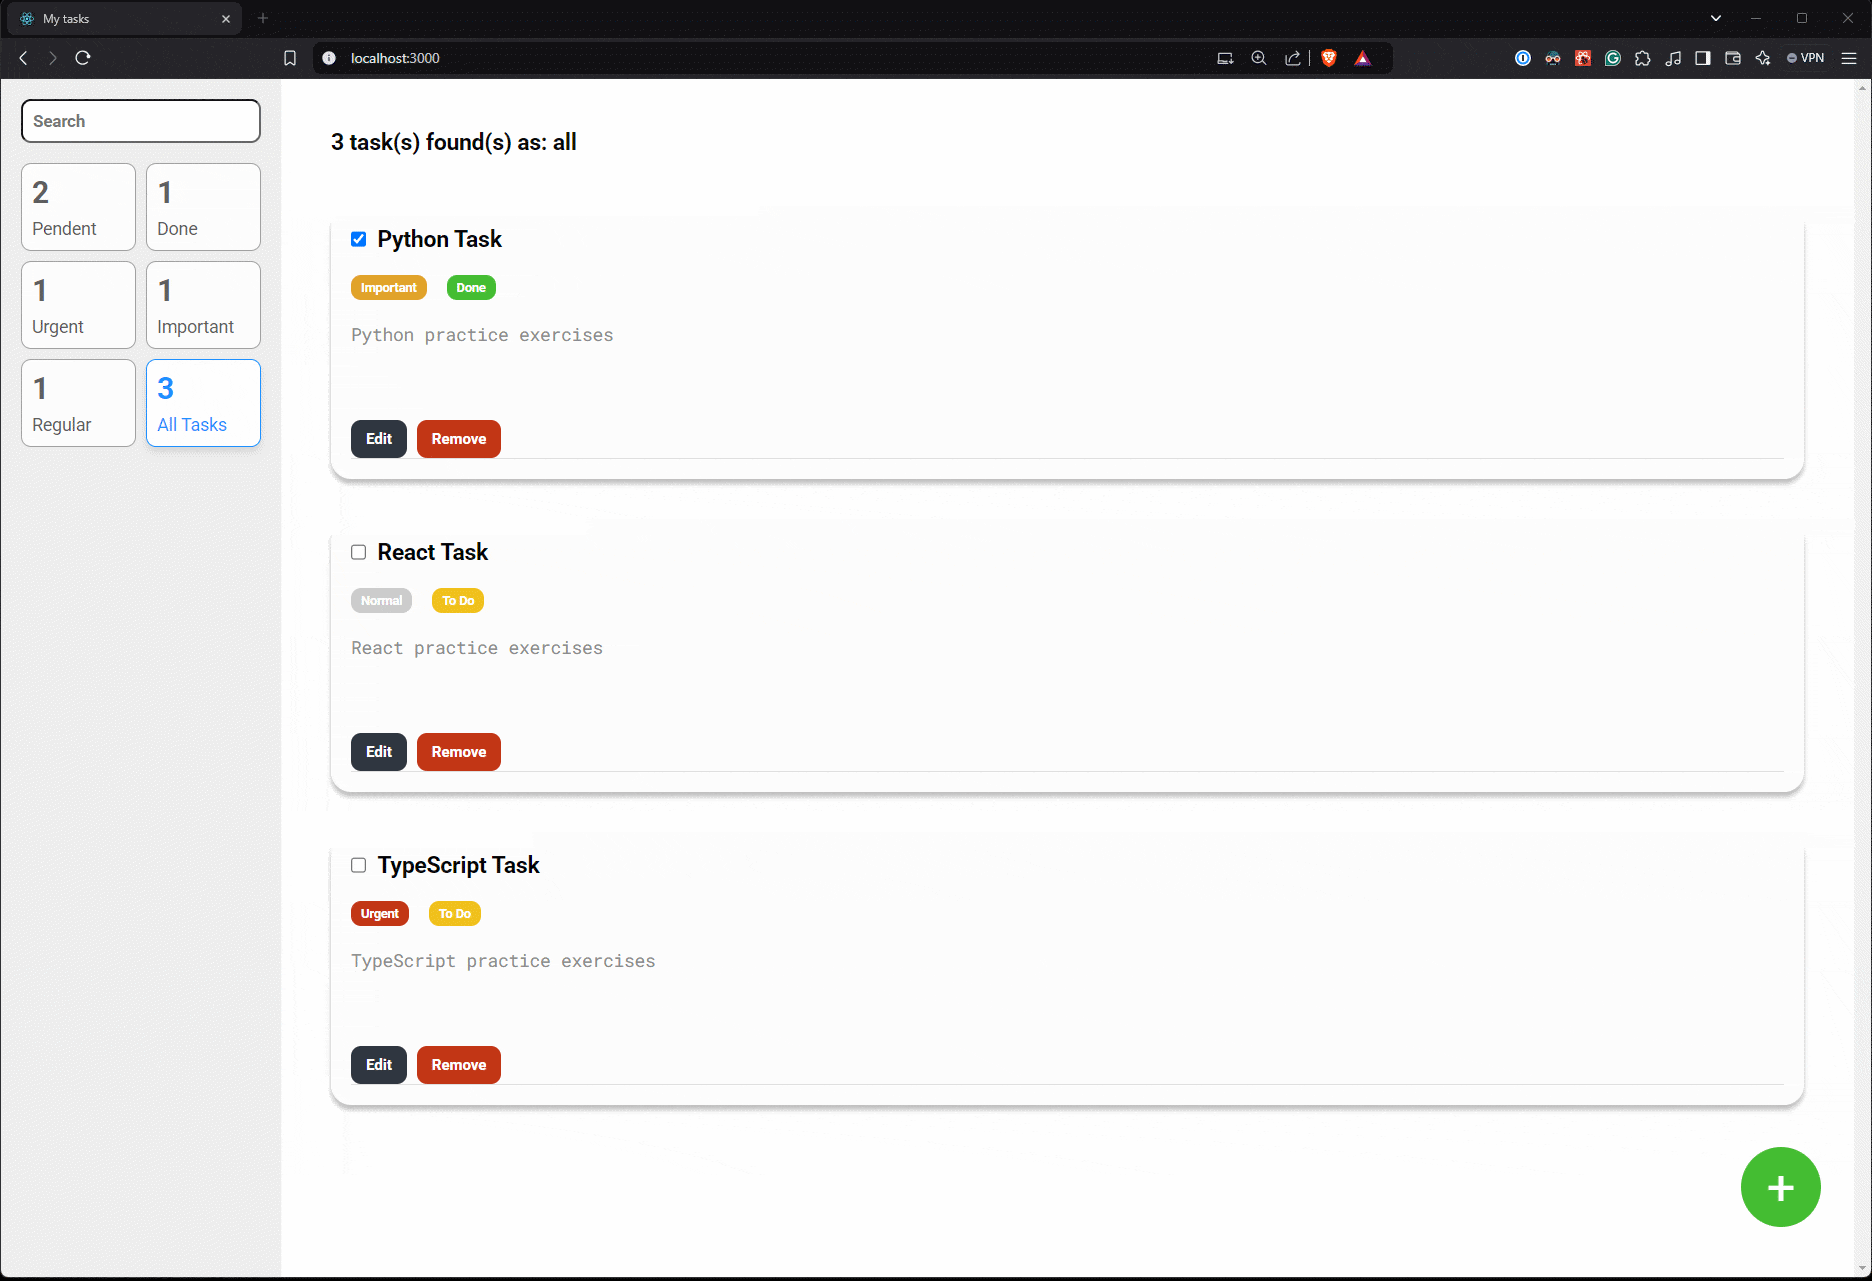 My tasks
localhost:3000
VPN
Search
2
Pendent
1
Done
1
Urgent
1
Important
1
Regular
3
All Tasks
3 task(s) found(s) as: all
Python Task
Important Done
Python practice exercises
Edit Remove
React Task
Normal To Do
React practice exercises
Edit Remove
TypeScript Task
Urgent To Do
TypeScript practice exercises
Edit Remove
+